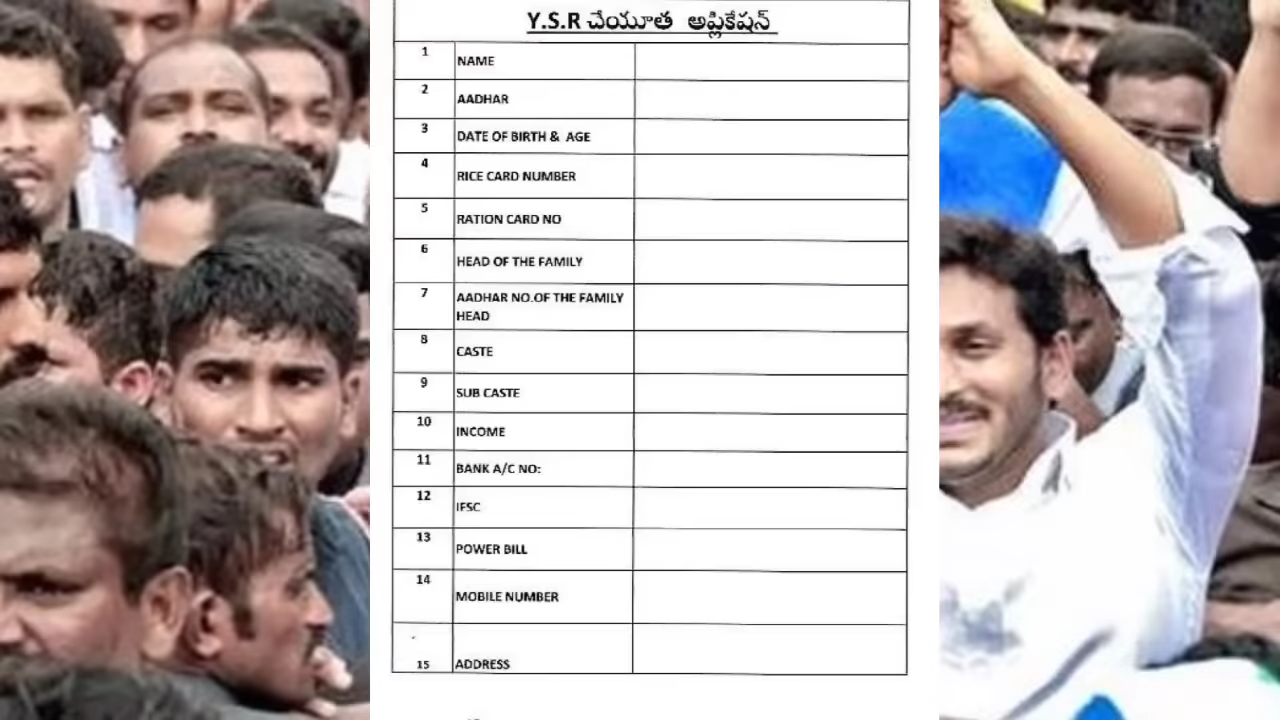 Y.S.R చేయూత అప్లికేషన్
1 NAME
2 AADHAR
3 DATE OF BIRTH & AGE
4 RICE CARD NUMBER
5 RATION CARD NO
6 HEAD OF THE FAMILY
7 AADHAR NO.OF THE FAMILY
HEAD
8 CASTE
9 SUB CASTE
10 INCOME
11 BANK A/C NO:
12 IFSC
13 POWER BILL
14 MOBILE NUMBER
15 ADDRESS